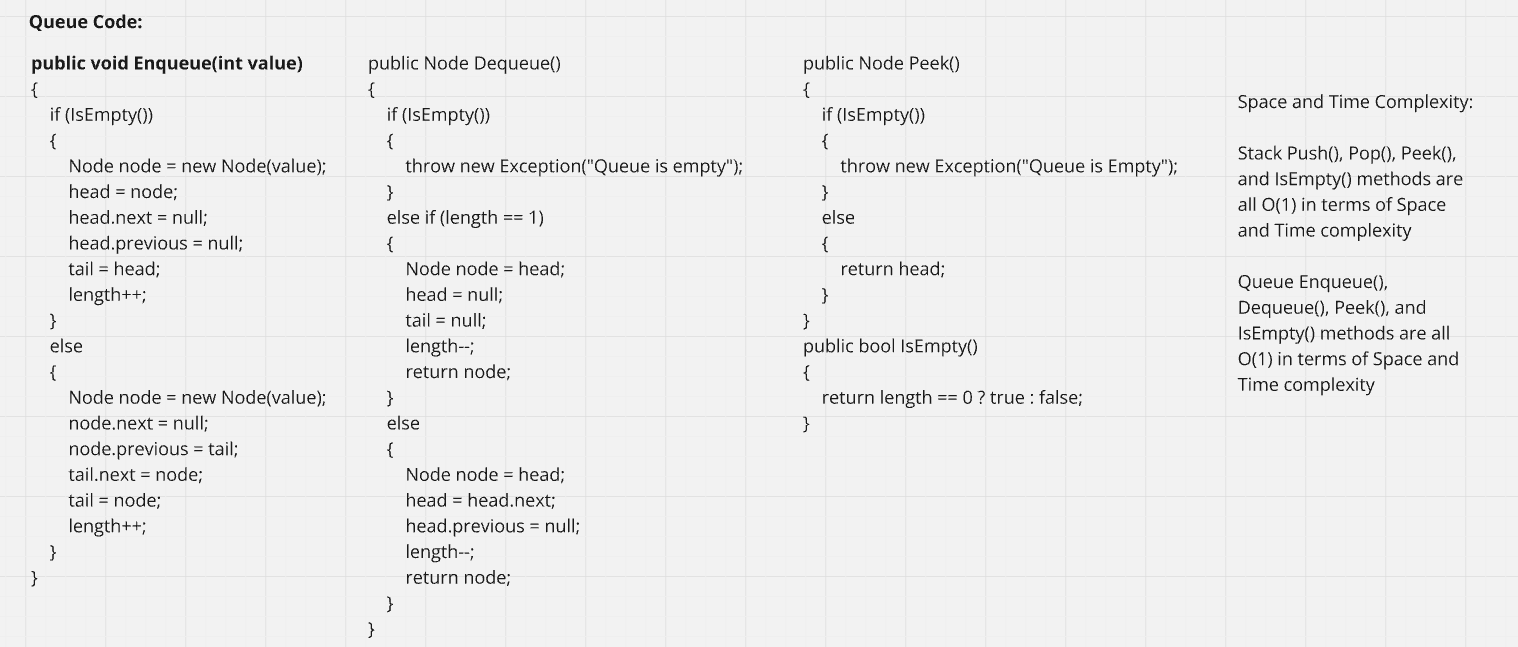 Queue Code:
public void Enqueue(int value)
{
if (IsEmpty())
{
Node node = new Node(value);
head = node;
head.next = null;
head.previous = null;
tail = head;
length++;
}
else
{
Node node = new Node(value);
node.next = null;
node.previous = tail;
tail.next = node;
tail = node;
length++;
}
}
public Node Dequeue()
{
if (IsEmpty())
{
throw new Exception("Queue is empty");
}
else if (length == 1)
{
Node node = head;
head = null;
tail = null;
length--;
return node;
}
else
{
Node node = head;
head = head.next;
head.previous = null;
length--;
return node;
}
}
public Node Peek()
{
if (IsEmpty())
{
throw new Exception("Queue is Empty");
}
else
{
return head;
}
}
public bool IsEmpty()
{
return length == 0 ? true : false;
}
Space and Time Complexity:
Stack Push(), Pop(), Peek(),
and IsEmpty() methods are
all O(1) in terms of Space
and Time complexity
Queue Enqueue(),
Dequeue(), Peek(), and
IsEmpty() methods are all
O(1) in terms of Space and
Time complexity